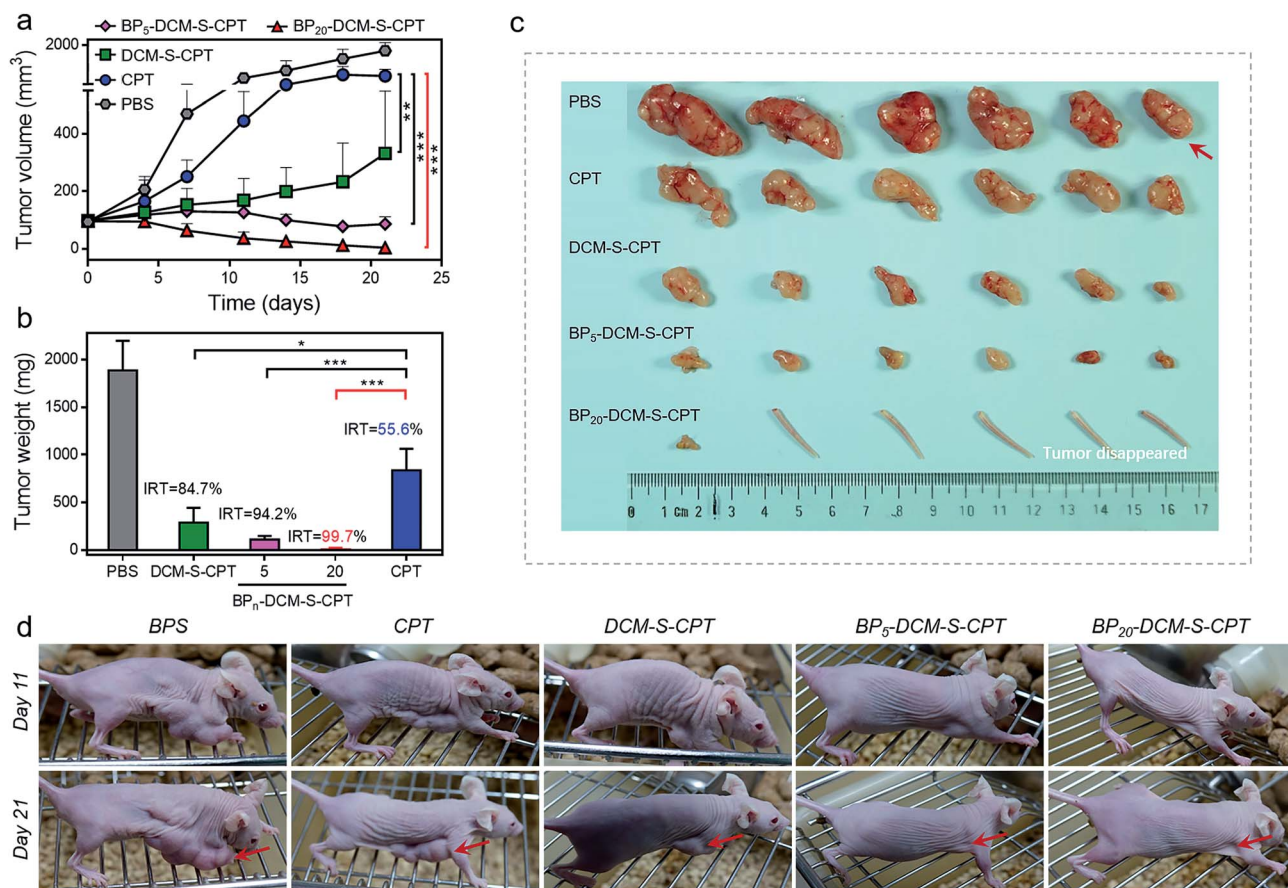 a
BP5-DCM-S-CPT
BP20-DCM-S-CPT
DCM-S-CPT
CPT
PBS
Tumor volume (mm3)
2000
400
200
0
**
***
***
0 5 10 15 20 25
Time (days)
b
Tumor weight (mg)
2000
1500
1000
500
0
*
***
***
IRT=84.7%
IRT=94.2%
IRT=99.7%
IRT=55.6%
PBS DCM-S-CPT 5 20 CPT
BPn-DCM-S-CPT
c
PBS
CPT
DCM-S-CPT
BP5-DCM-S-CPT
BP20-DCM-S-CPT
Tumor disappeared
0 1 cm 2 3 4 5 6 7 8 9 10 11 12 13 14 15 16 17
d
BPS CPT DCM-S-CPT BP5-DCM-S-CPT BP20-DCM-S-CPT
Day 11
Day 21